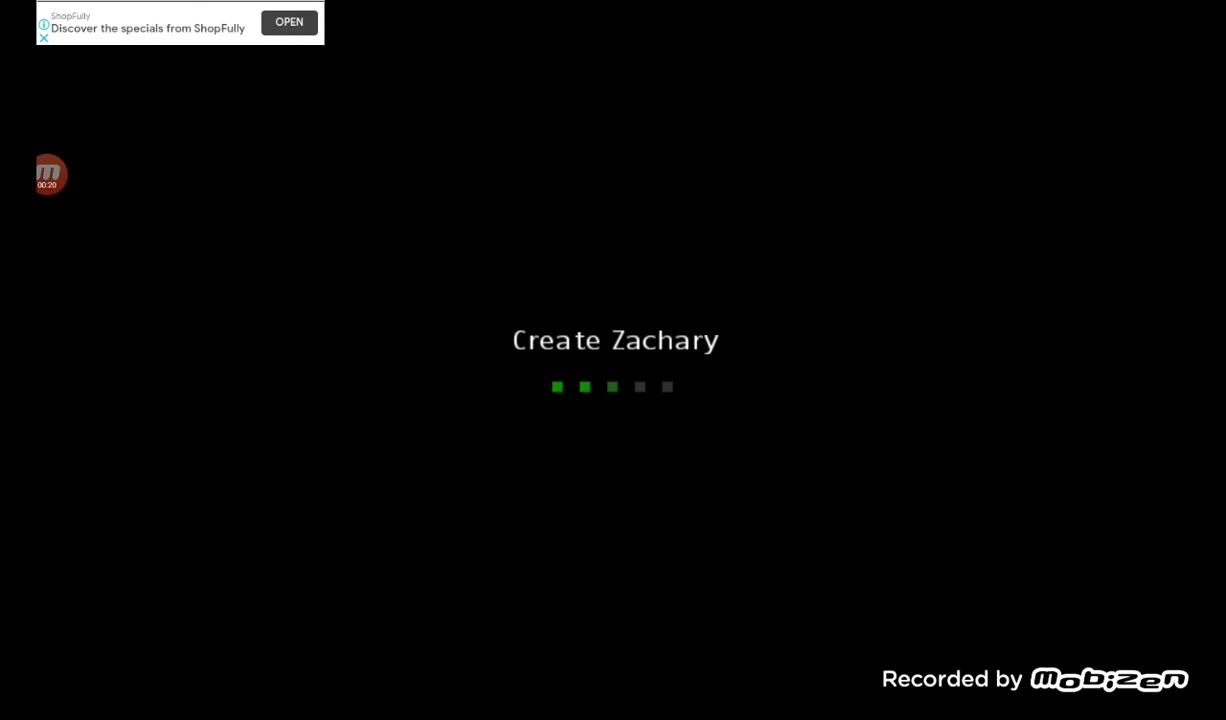 ShopFully
Discover the specials from ShopFully
OPEN
m
00:20
Create Zachary
Recorded by mobizen